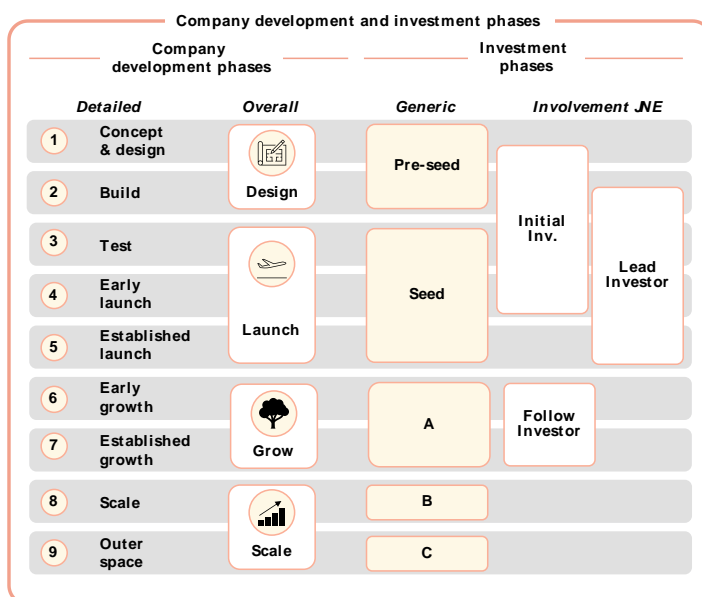 Company development and investment phases
Company
development phases
Investment
phases
Detailed
Overall
Generic
Involvement JNE
1
Concept
& design
2
Build
3
Test
4
Early
launch
5
Established
launch
6
Early
growth
7
Established
growth
8
Scale
9
Outer
space
Design
Launch
Grow
Scale
Pre-seed
Seed
A
B
C
Initial
Inv.
Lead
Investor
Follow
Investor